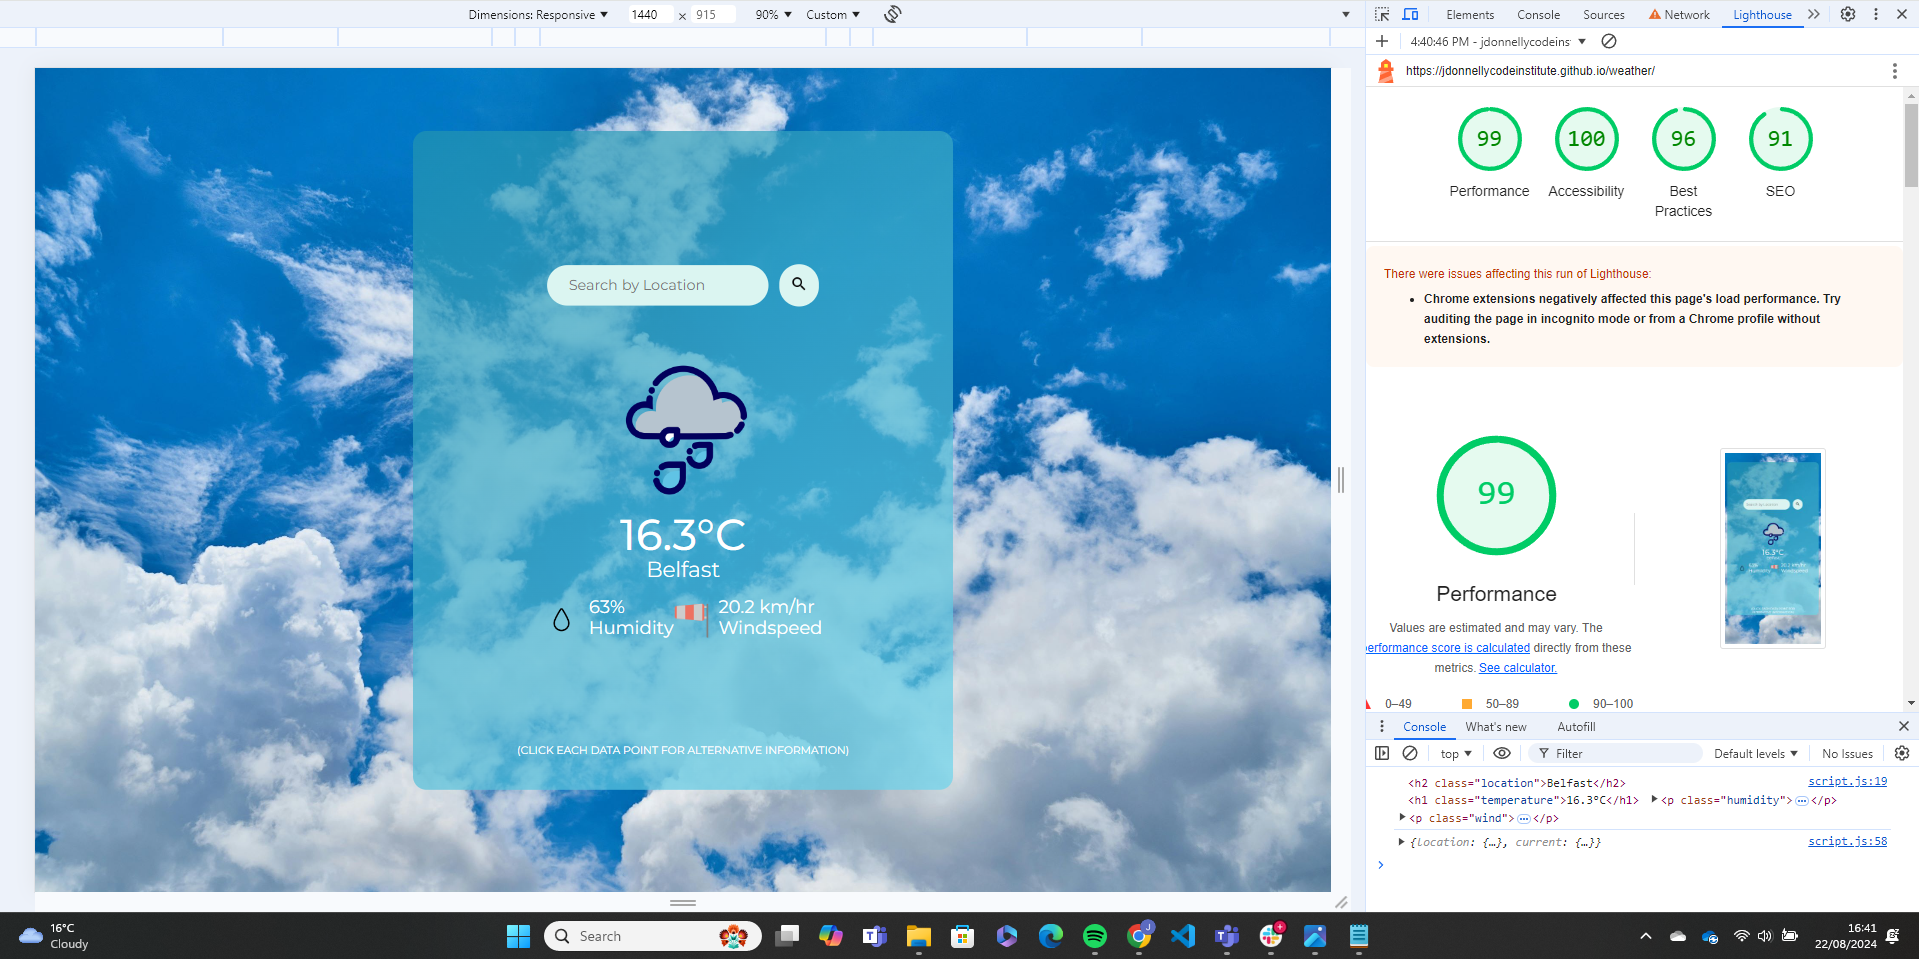 Dimensions: Responsive 1440 × 915 90% Custom
Elements Console Sources Network Lighthouse
4:40:46 PM - jdonnellycodeins
https://jdonnellycodeinstitute.github.io/weather/
99 100 96 91
Performance Accessibility Best Practices SEO
There were issues affecting this run of Lighthouse:
Chrome extensions negatively affected this page's load performance. Try
auditing the page in incognito mode or from a Chrome profile without
extensions.
99
Performance
Values are estimated and may vary. The
performance score is calculated directly from these
metrics. See calculator.
0–49 50–89 90–100
Search by Location
16.3°C
Belfast
63%
Humidity
20.2 km/hr
Windspeed
(CLICK EACH DATA POINT FOR ALTERNATIVE INFORMATION)
Console What's new Autofill
top Filter Default levels No Issues
<h2 class="location">Belfast</h2> script.js:19
<h1 class="temperature">16.3°C</h1> <p class="humidity">…</p>
<p class="wind">…</p>
{location: {…}, current: {…}} script.js:58
16°C
Cloudy
Search
16:41
22/08/2024